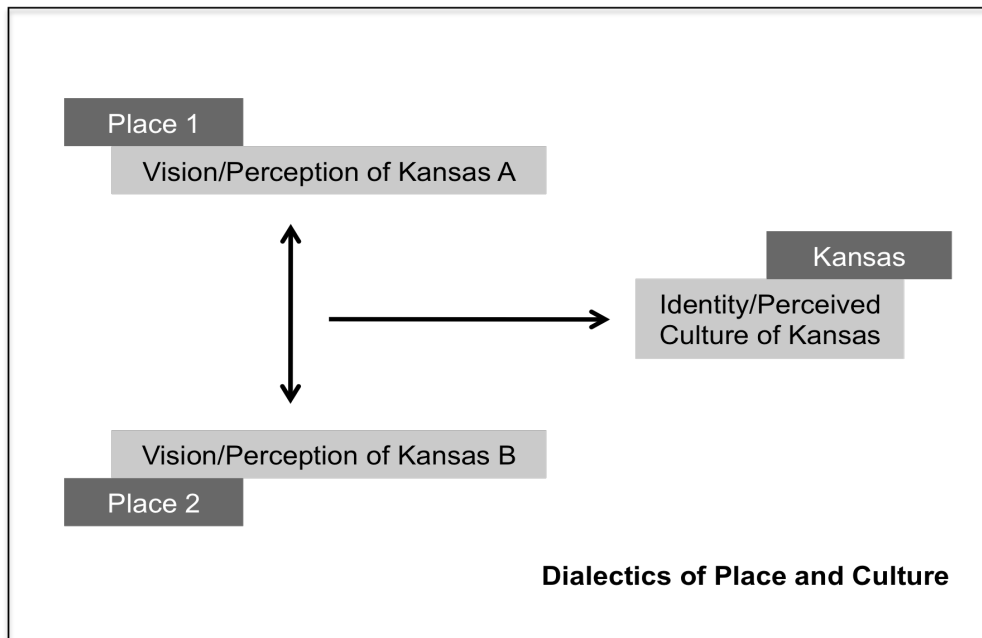 Place 1
Vision/Perception of Kansas A
Kansas
Identity/Perceived
Culture of Kansas
Vision/Perception of Kansas B
Place 2
Dialectics of Place and Culture